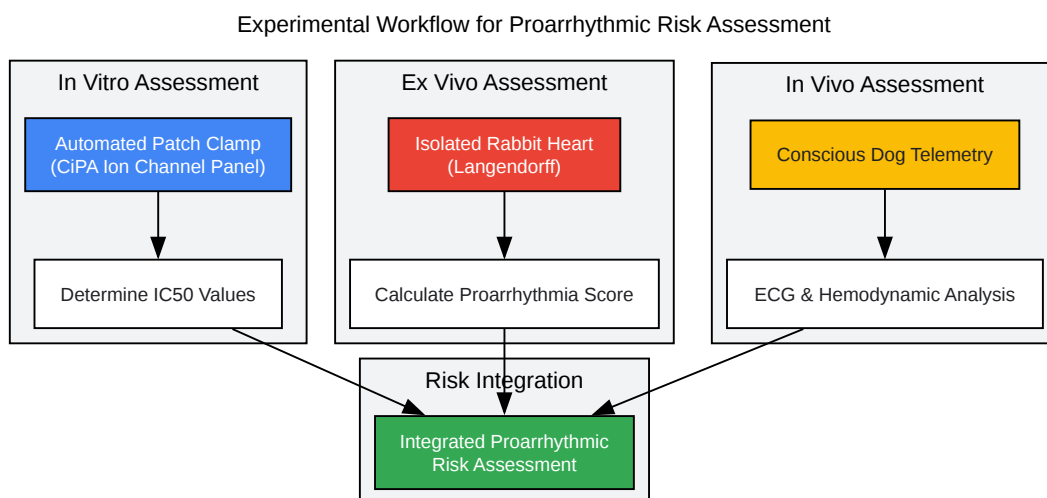 Experimental Workflow for Proarrhythmic Risk Assessment
In Vitro Assessment
Automated Patch Clamp
(CiPA Ion Channel Panel)
Determine IC50 Values
Ex Vivo Assessment
Isolated Rabbit Heart
(Langendorff)
Calculate Proarrhythmia Score
In Vivo Assessment
Conscious Dog Telemetry
ECG & Hemodynamic Analysis
Risk Integration
Integrated Proarrhythmic
Risk Assessment